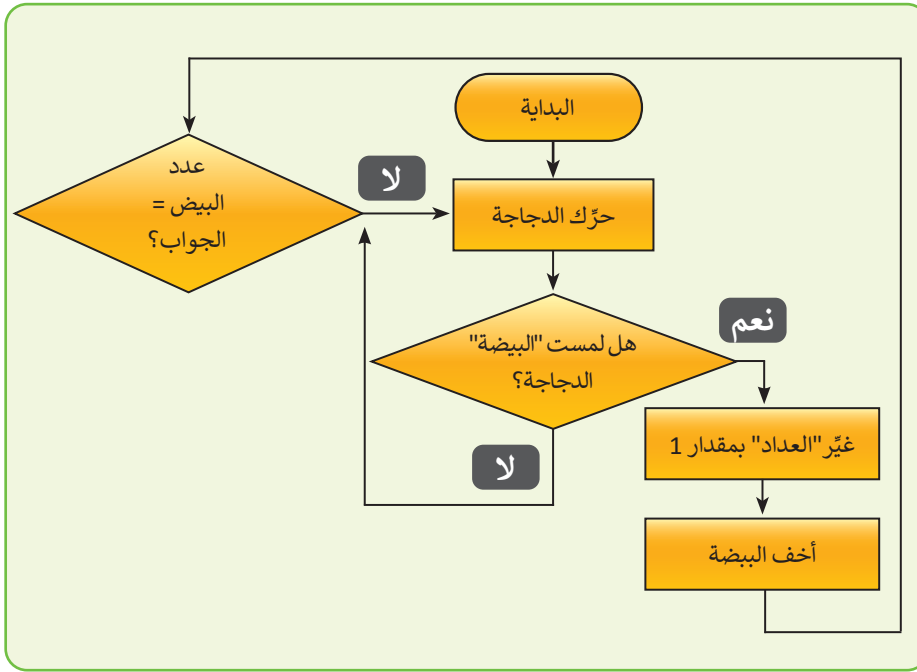 البداية
حرِّك الدجاجة
هل لمست "البيضة"
الدجاجة؟
نعم
غيِّر "العداد" بمقدار 1
أخف البيضة
لا
عدد
البيض =
الجواب؟
لا